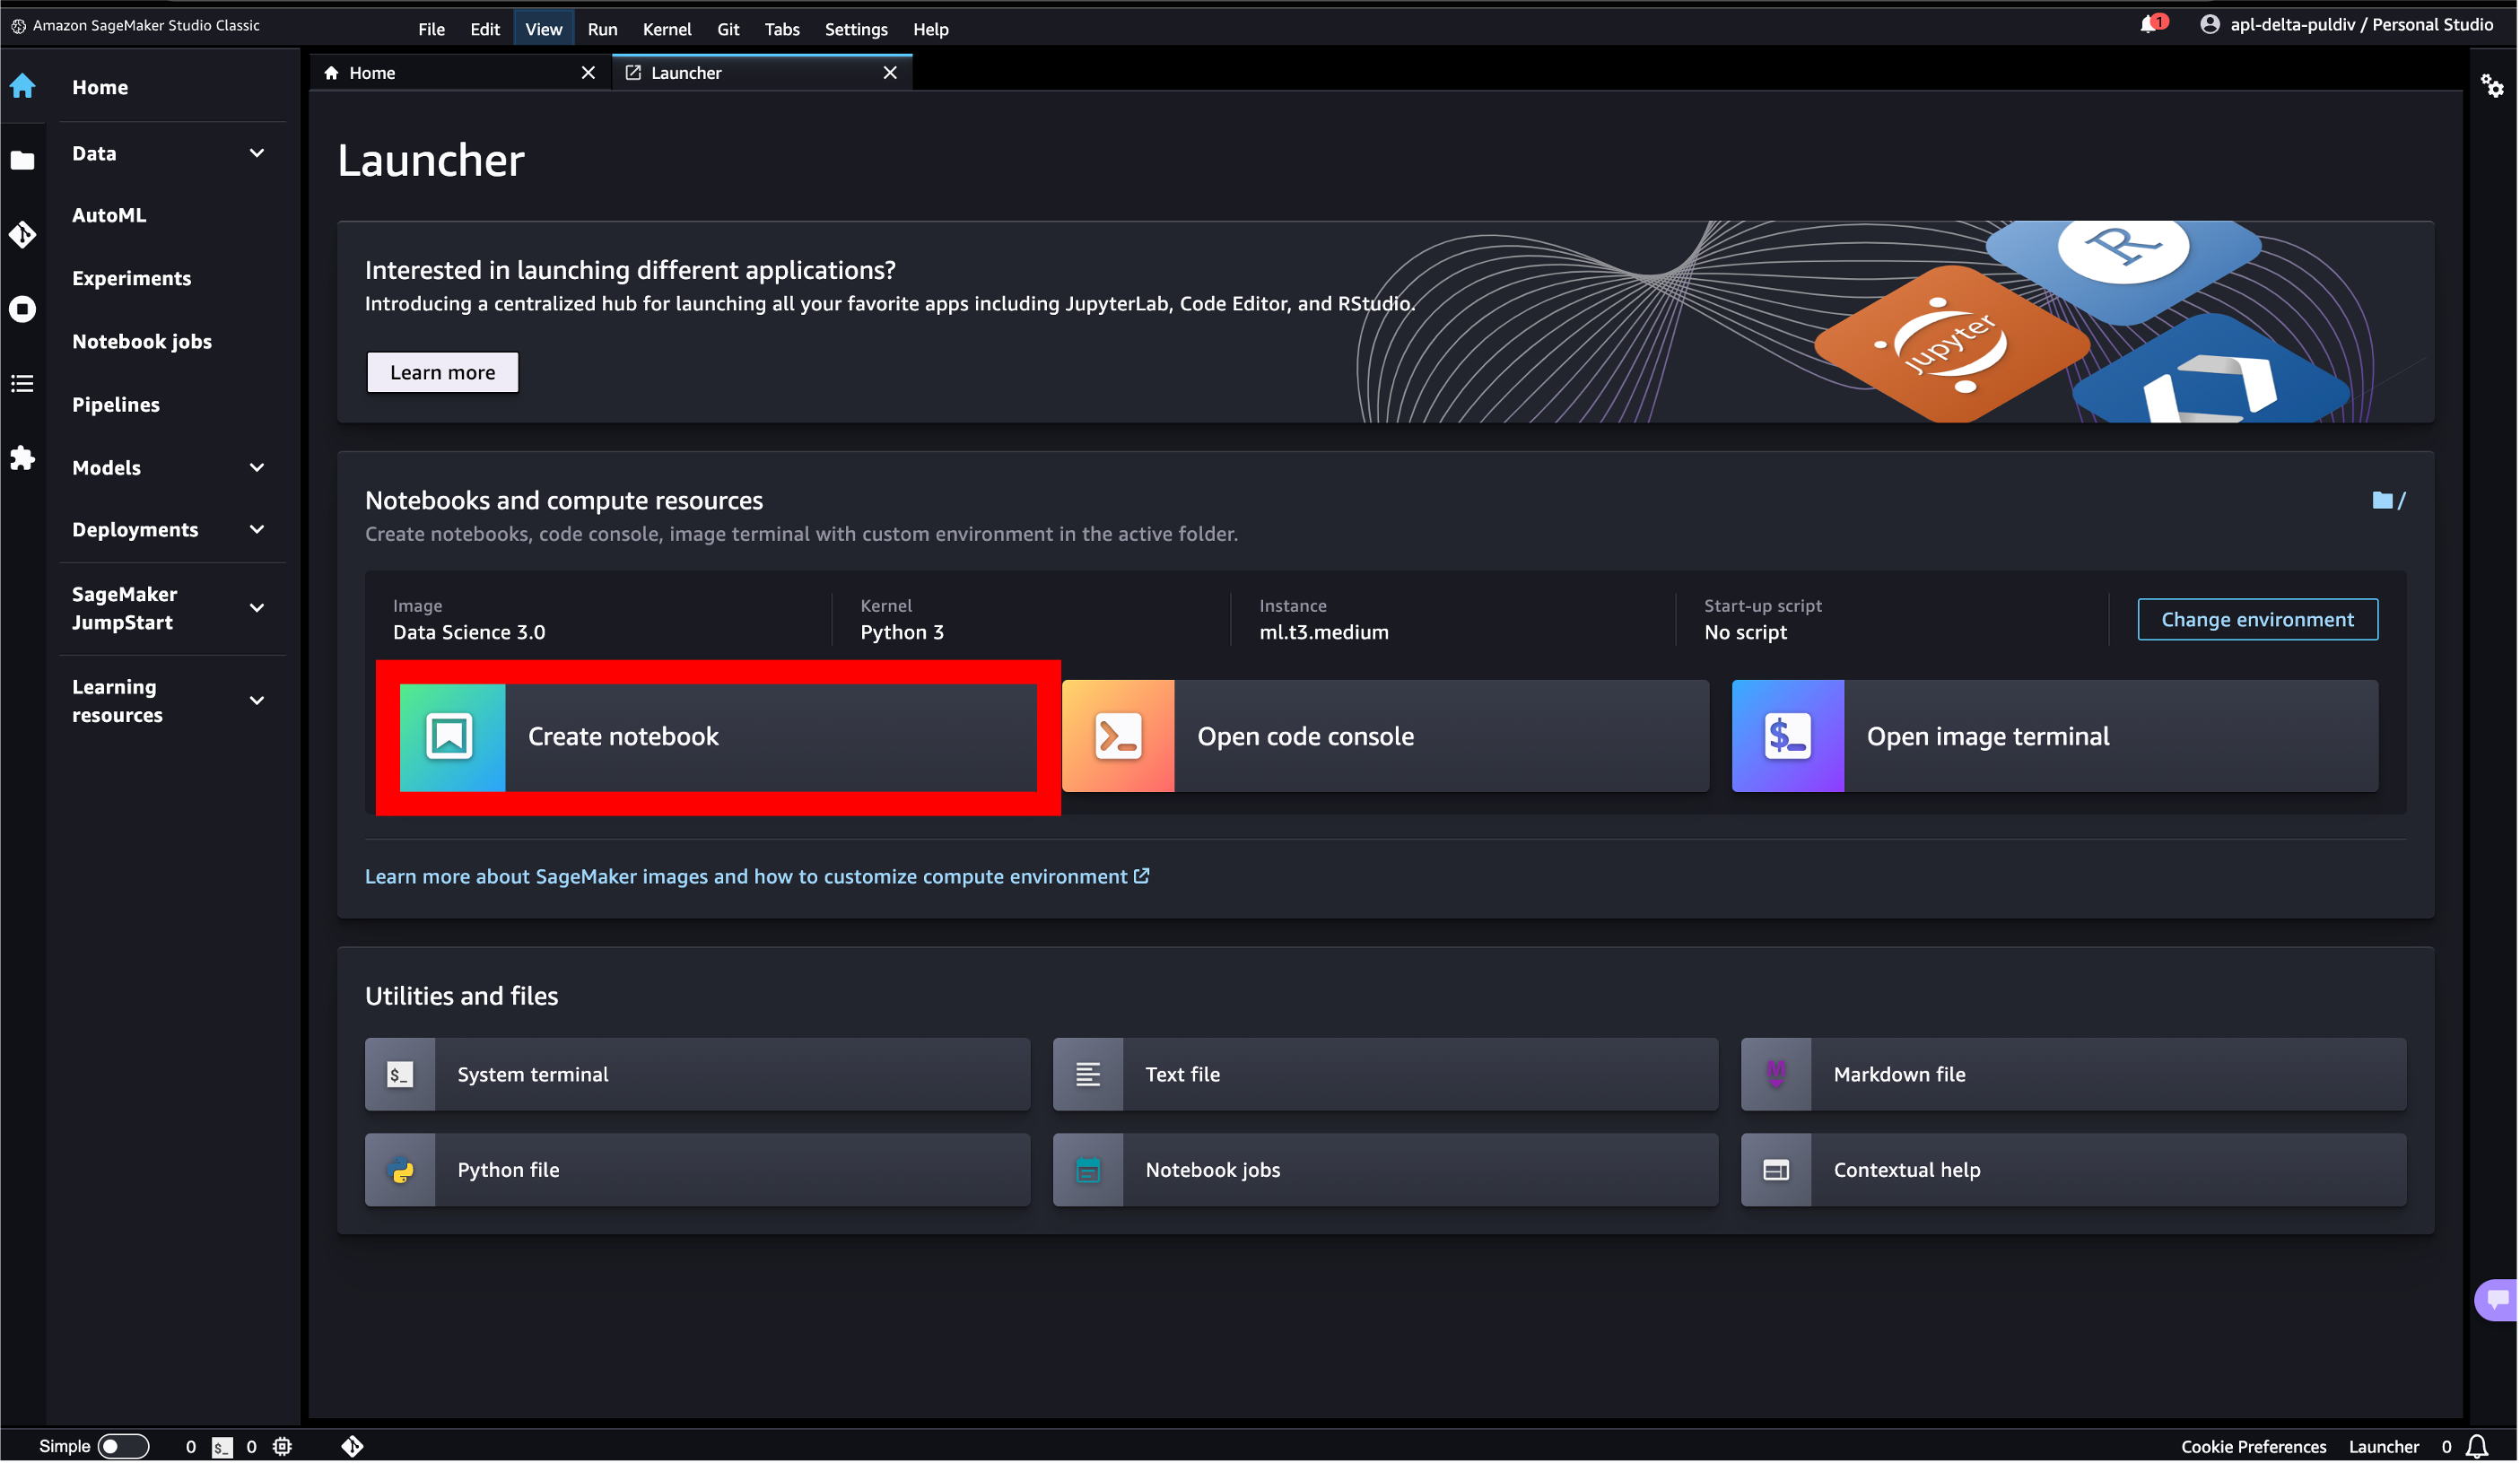 Amazon SageMaker Studio Classic
File Edit View Run Kernel Git Tabs Settings Help
1
apl-delta-puldiv / Personal Studio
Home
Launcher
Home
Data
AutoML
Experiments
Notebook jobs
Pipelines
Models
Deployments
SageMaker
JumpStart
Learning
resources
Launcher
Interested in launching different applications?
Introducing a centralized hub for launching all your favorite apps including JupyterLab, Code Editor, and RStudio.
Learn more
R
jupyter
Notebooks and compute resources
/
Create notebooks, code console, image terminal with custom environment in the active folder.
Image
Data Science 3.0
Kernel
Python 3
Instance
ml.t3.medium
Start-up script
No script
Change environment
Create notebook
Open code console
$_
Open image terminal
Learn more about SageMaker images and how to customize compute environment
Utilities and files
$_
System terminal
Text file
M
Markdown file
Python file
Notebook jobs
Contextual help
Simple
0
$_
0
Cookie Preferences
Launcher
0